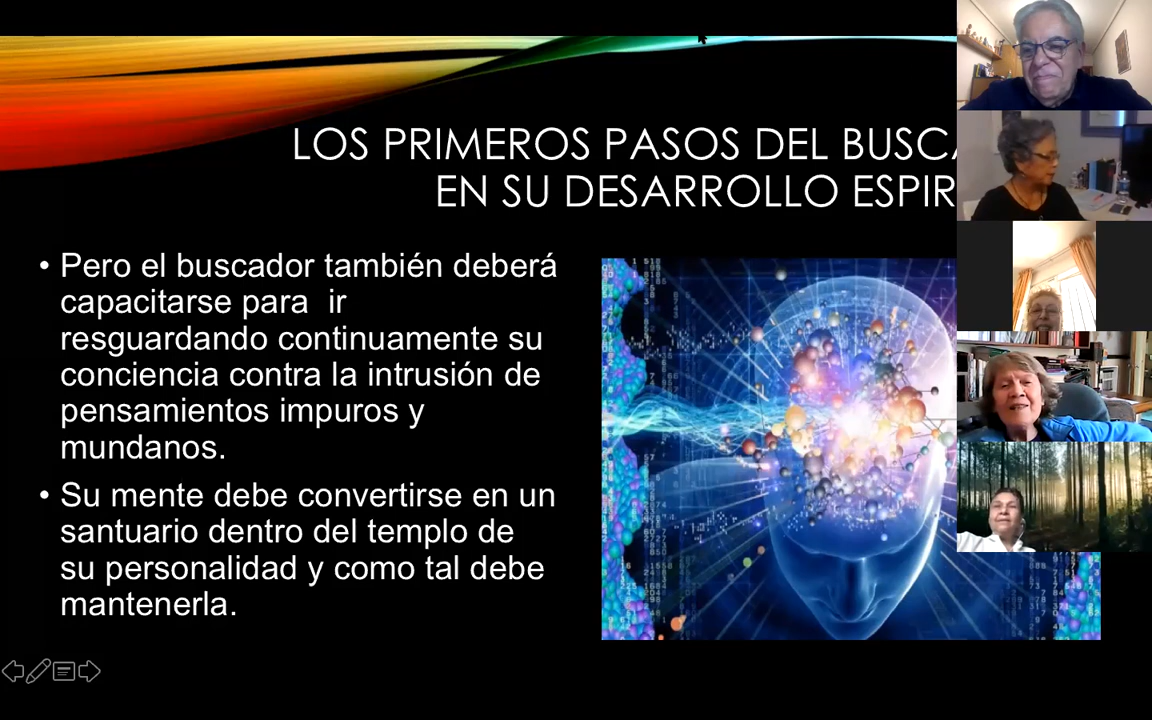 LOS PRIMEROS PASOS DEL
EN SU DESARROLLO
• Pero el buscador también deberá
capacitarse para ir
resguardando continuamente su
conciencia contra la intrusión de
pensamientos impuros y
mundanos.
• Su mente debe convertirse en un
santuario dentro del templo de
su personalidad y como tal debe
mantenerla.